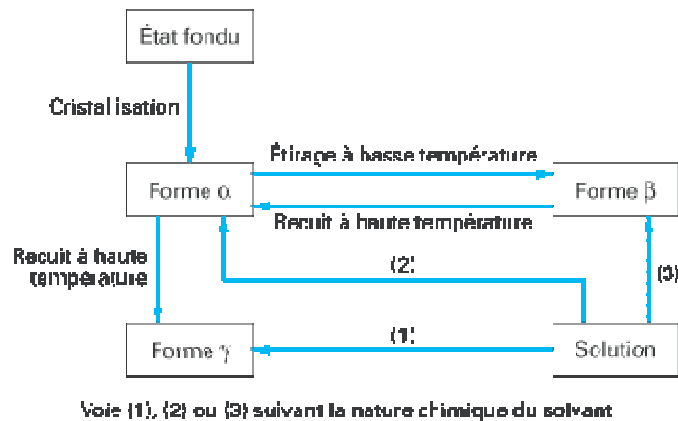 État fondu
Cristallisation
Étirage à basse température
Forme α
Forme β
Recuit à haute température
Recuit à haute
température
(2)
(3)
(1)
Forme γ
Solution
Voie (1), (2) ou (3) suivant la nature chimique du solvant